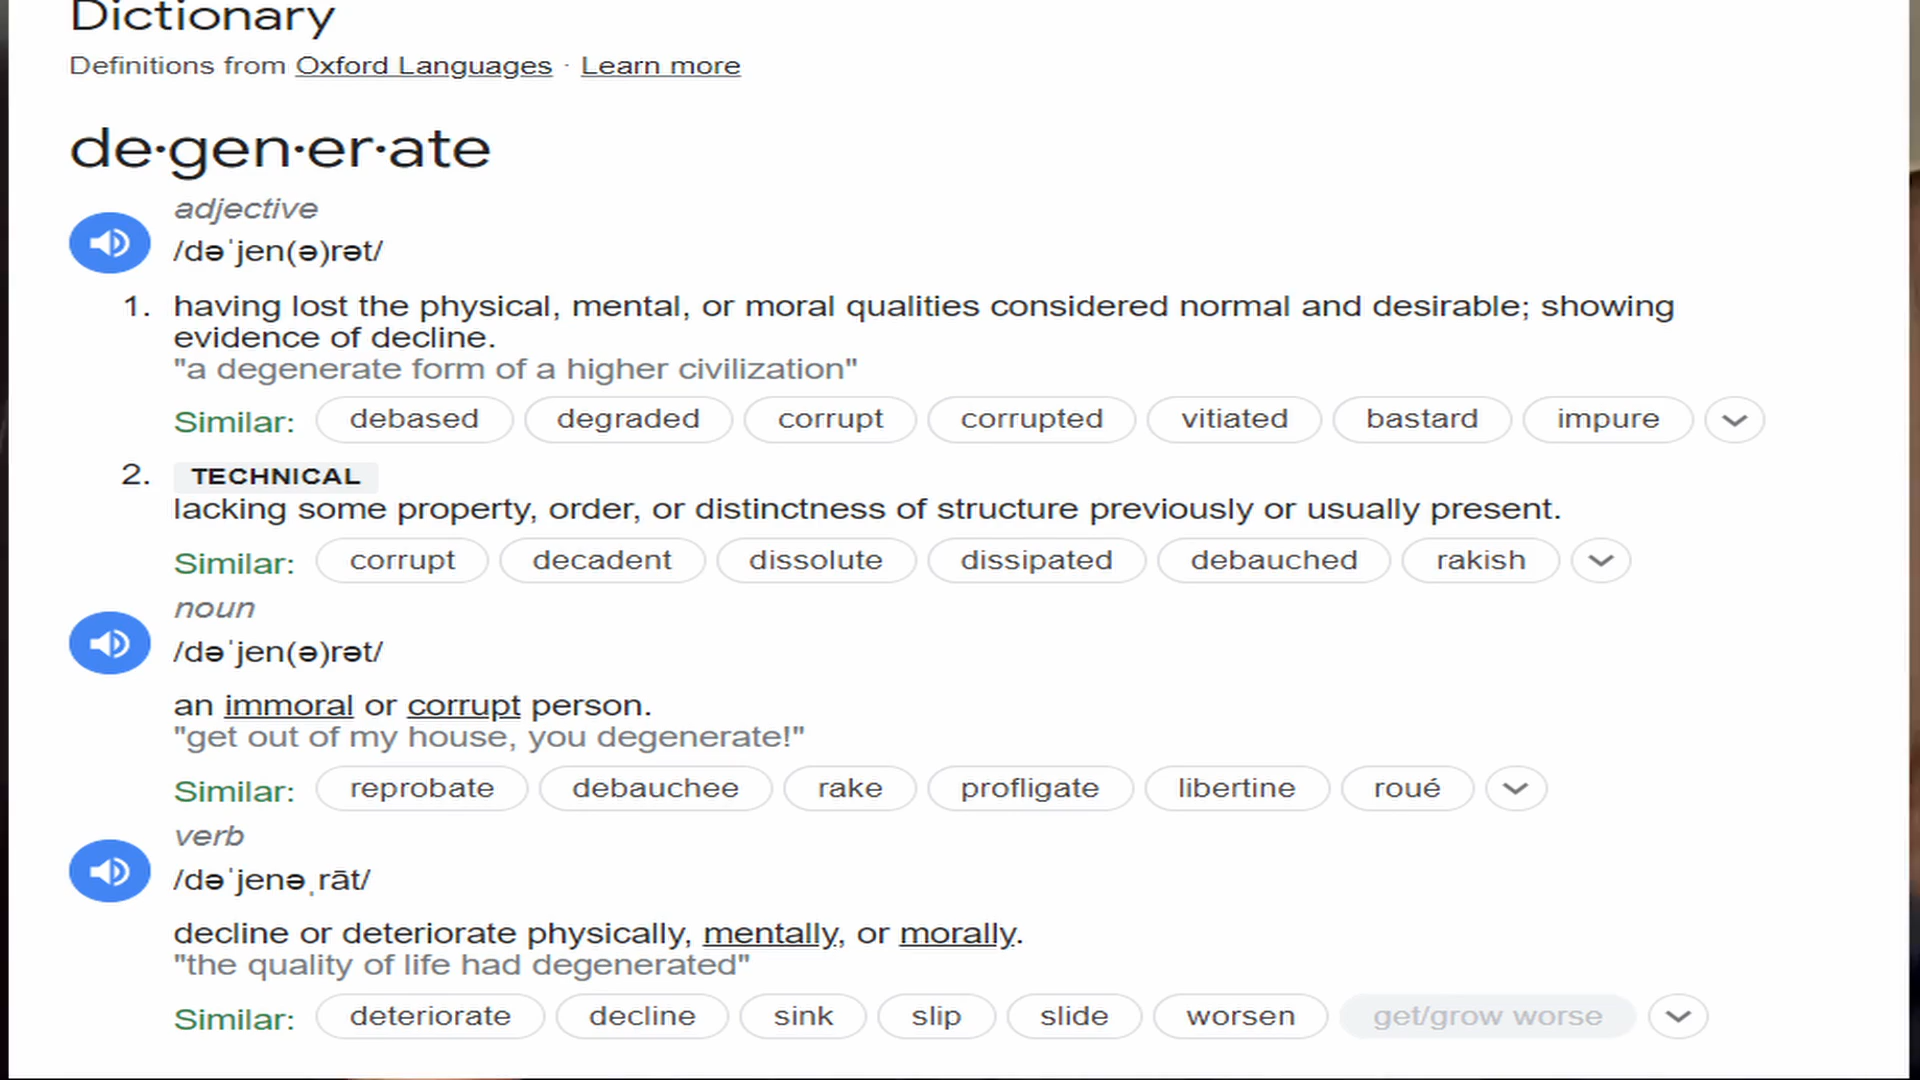 Dictionary
Definitions from Oxford Languages · Learn more
de·gen·er·ate
adjective
/dəˈjen(ə)rət/
1. having lost the physical, mental, or moral qualities considered normal and desirable; showing
evidence of decline.
"a degenerate form of a higher civilization"
Similar: debased degraded corrupt corrupted vitiated bastard impure
2. TECHNICAL
lacking some property, order, or distinctness of structure previously or usually present.
Similar: corrupt decadent dissolute dissipated debauched rakish
noun
/dəˈjen(ə)rət/
an immoral or corrupt person.
"get out of my house, you degenerate!"
Similar: reprobate debauchee rake profligate libertine roué
verb
/dəˈjenəˌrāt/
decline or deteriorate physically, mentally, or morally.
"the quality of life had degenerated"
Similar: deteriorate decline sink slip slide worsen get/grow worse